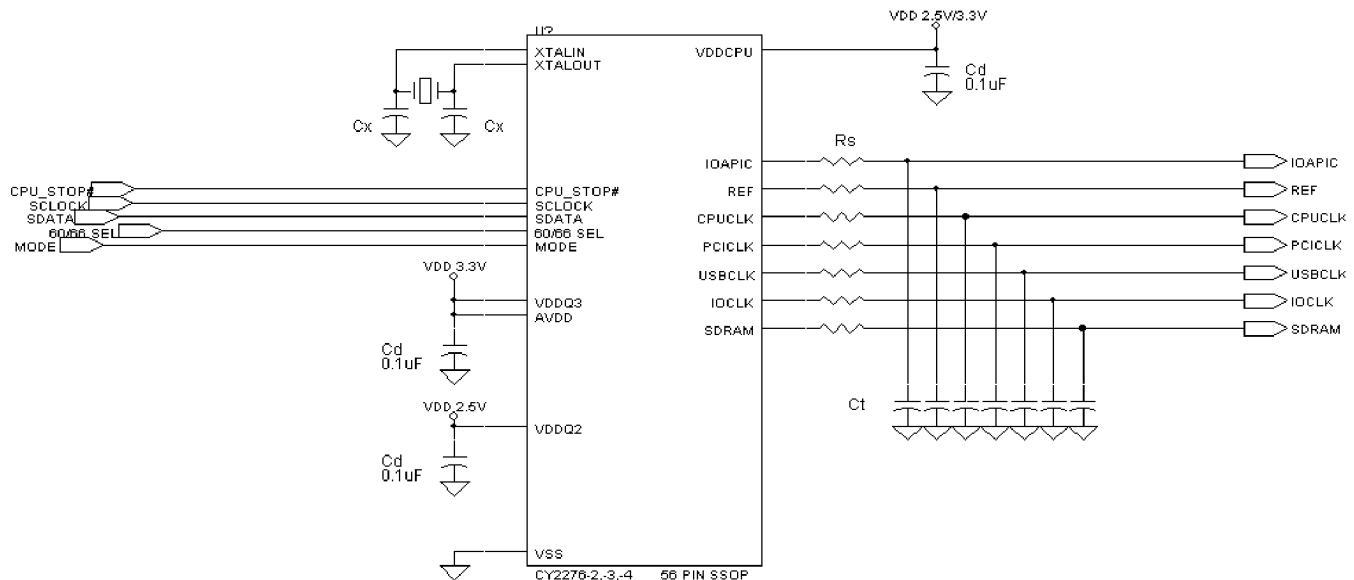 VDD 2.5V/3.3V
U?
XTALIN
XTALOUT
VDDCPU
Cd
0.1uF
Cx
Cx
Rs
IOAPIC
IOAPIC
CPU_STOP#
CPU_STOP#
REF
REF
SCLOCK
SCLOCK
SDATA
SDATA
CPUCLK
CPUCLK
60/66 SEL
60/66 SEL
MODE
MODE
PCICLK
PCICLK
VDD 3.3V
USBCLK
USBCLK
VDDQ3
IOCLK
IOCLK
AVDD
SDRAM
SDRAM
Cd
0.1uF
VDD 2.5V
Ct
VDDQ2
Cd
0.1uF
VSS
CY2276-2,-3,-4 56 PIN SSOP